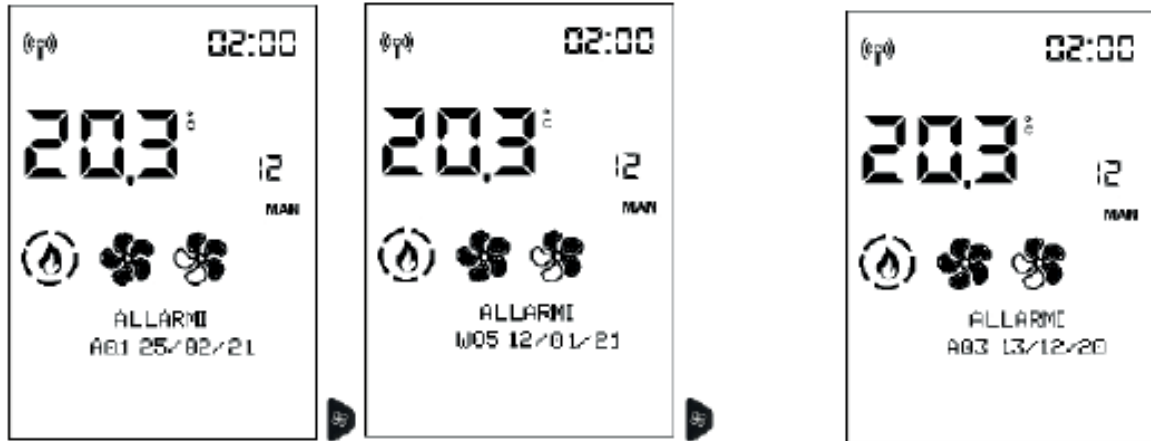 02:00
20.3 °C
12
MAN
ALLARMI
A01 25/02/21
02:00
20.3 °C
12
MAN
ALLARMI
W05 12/01/21
02:00
20.3 °C
12
MAN
ALLARMI
A03 13/12/20